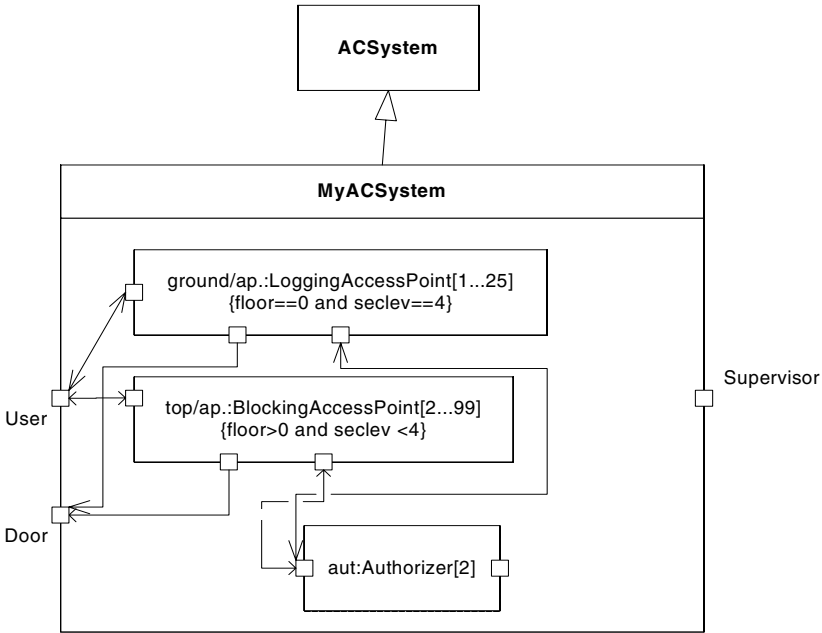 ACSystem
MyACSystem
ground/ap.:LoggingAccessPoint[1...25]
{floor==0 and seclev==4}
Supervisor
top/ap.:BlockingAccessPoint[2...99]
{floor>0 and seclev <4}
User
Door
aut:Authorizer[2]